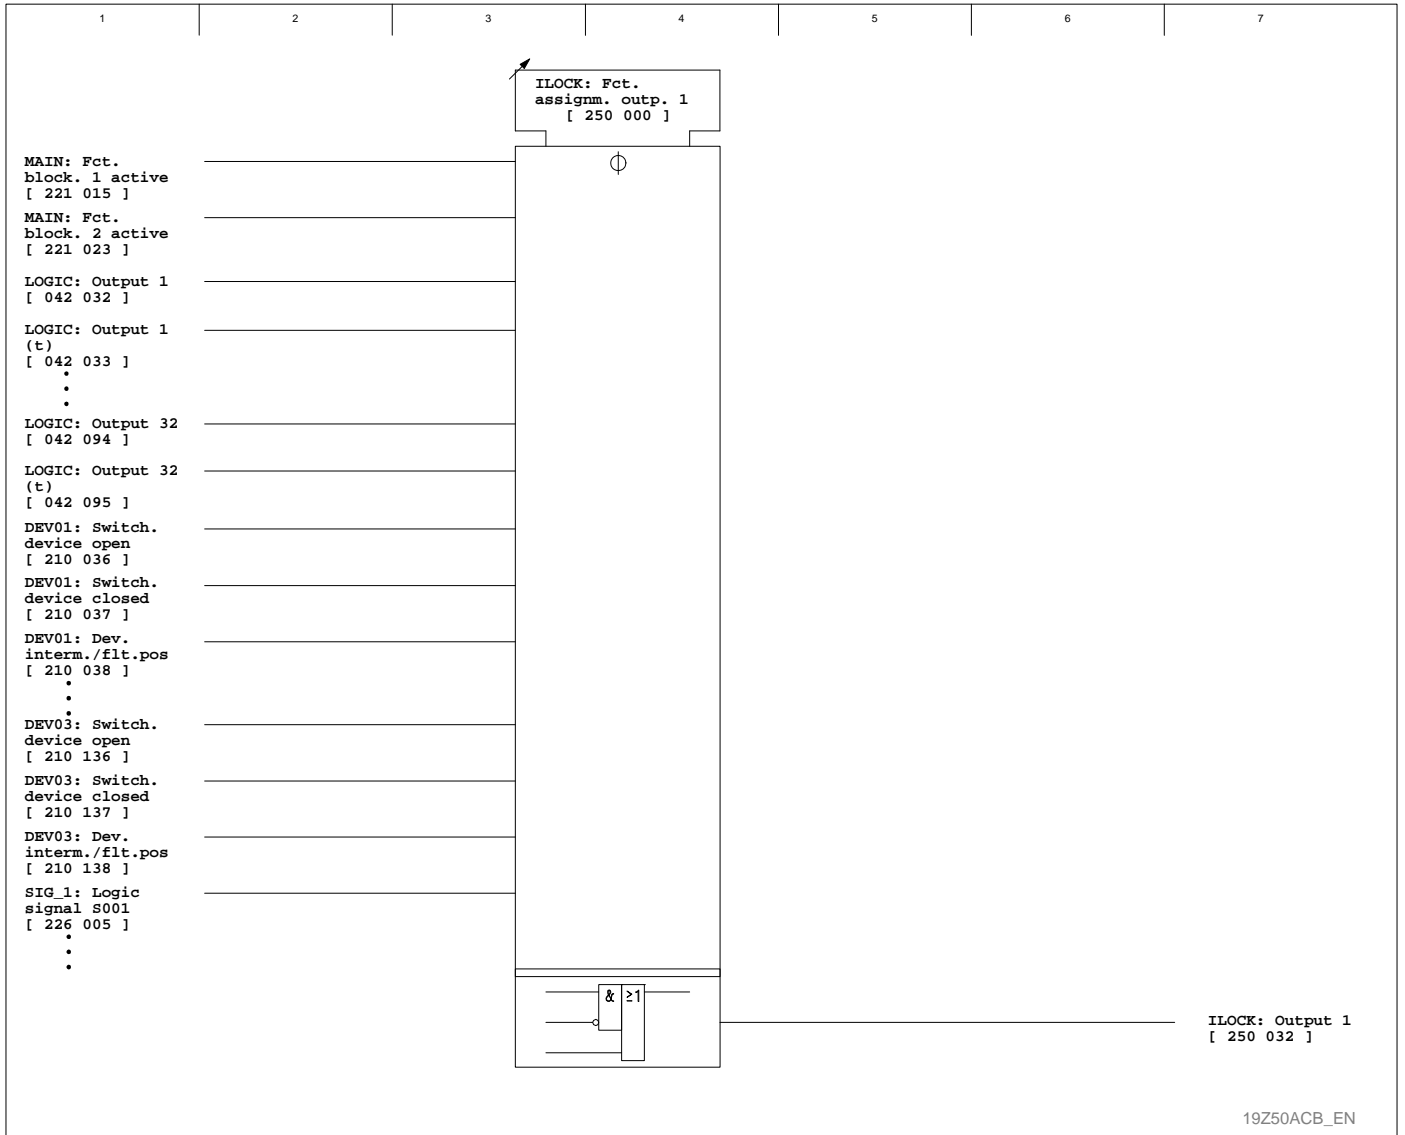 1 2 3 4 5 6 7
ILOCK: Fct.
assignm. outp. 1
[ 250 000 ]
MAIN: Fct.
block. 1 active
[ 221 015 ]
MAIN: Fct.
block. 2 active
[ 221 023 ]
LOGIC: Output 1
[ 042 032 ]
LOGIC: Output 1
(t)
[ 042 033 ]
LOGIC: Output 32
[ 042 094 ]
LOGIC: Output 32
(t)
[ 042 095 ]
DEV01: Switch.
device open
[ 210 036 ]
DEV01: Switch.
device closed
[ 210 037 ]
DEV01: Dev.
interm./flt.pos
[ 210 038 ]
DEV03: Switch.
device open
[ 210 136 ]
DEV03: Switch.
device closed
[ 210 137 ]
DEV03: Dev.
interm./flt.pos
[ 210 138 ]
SIG_1: Logic
signal S001
[ 226 005 ]
& ≥1
ILOCK: Output 1
[ 250 032 ]
19Z50ACB_EN